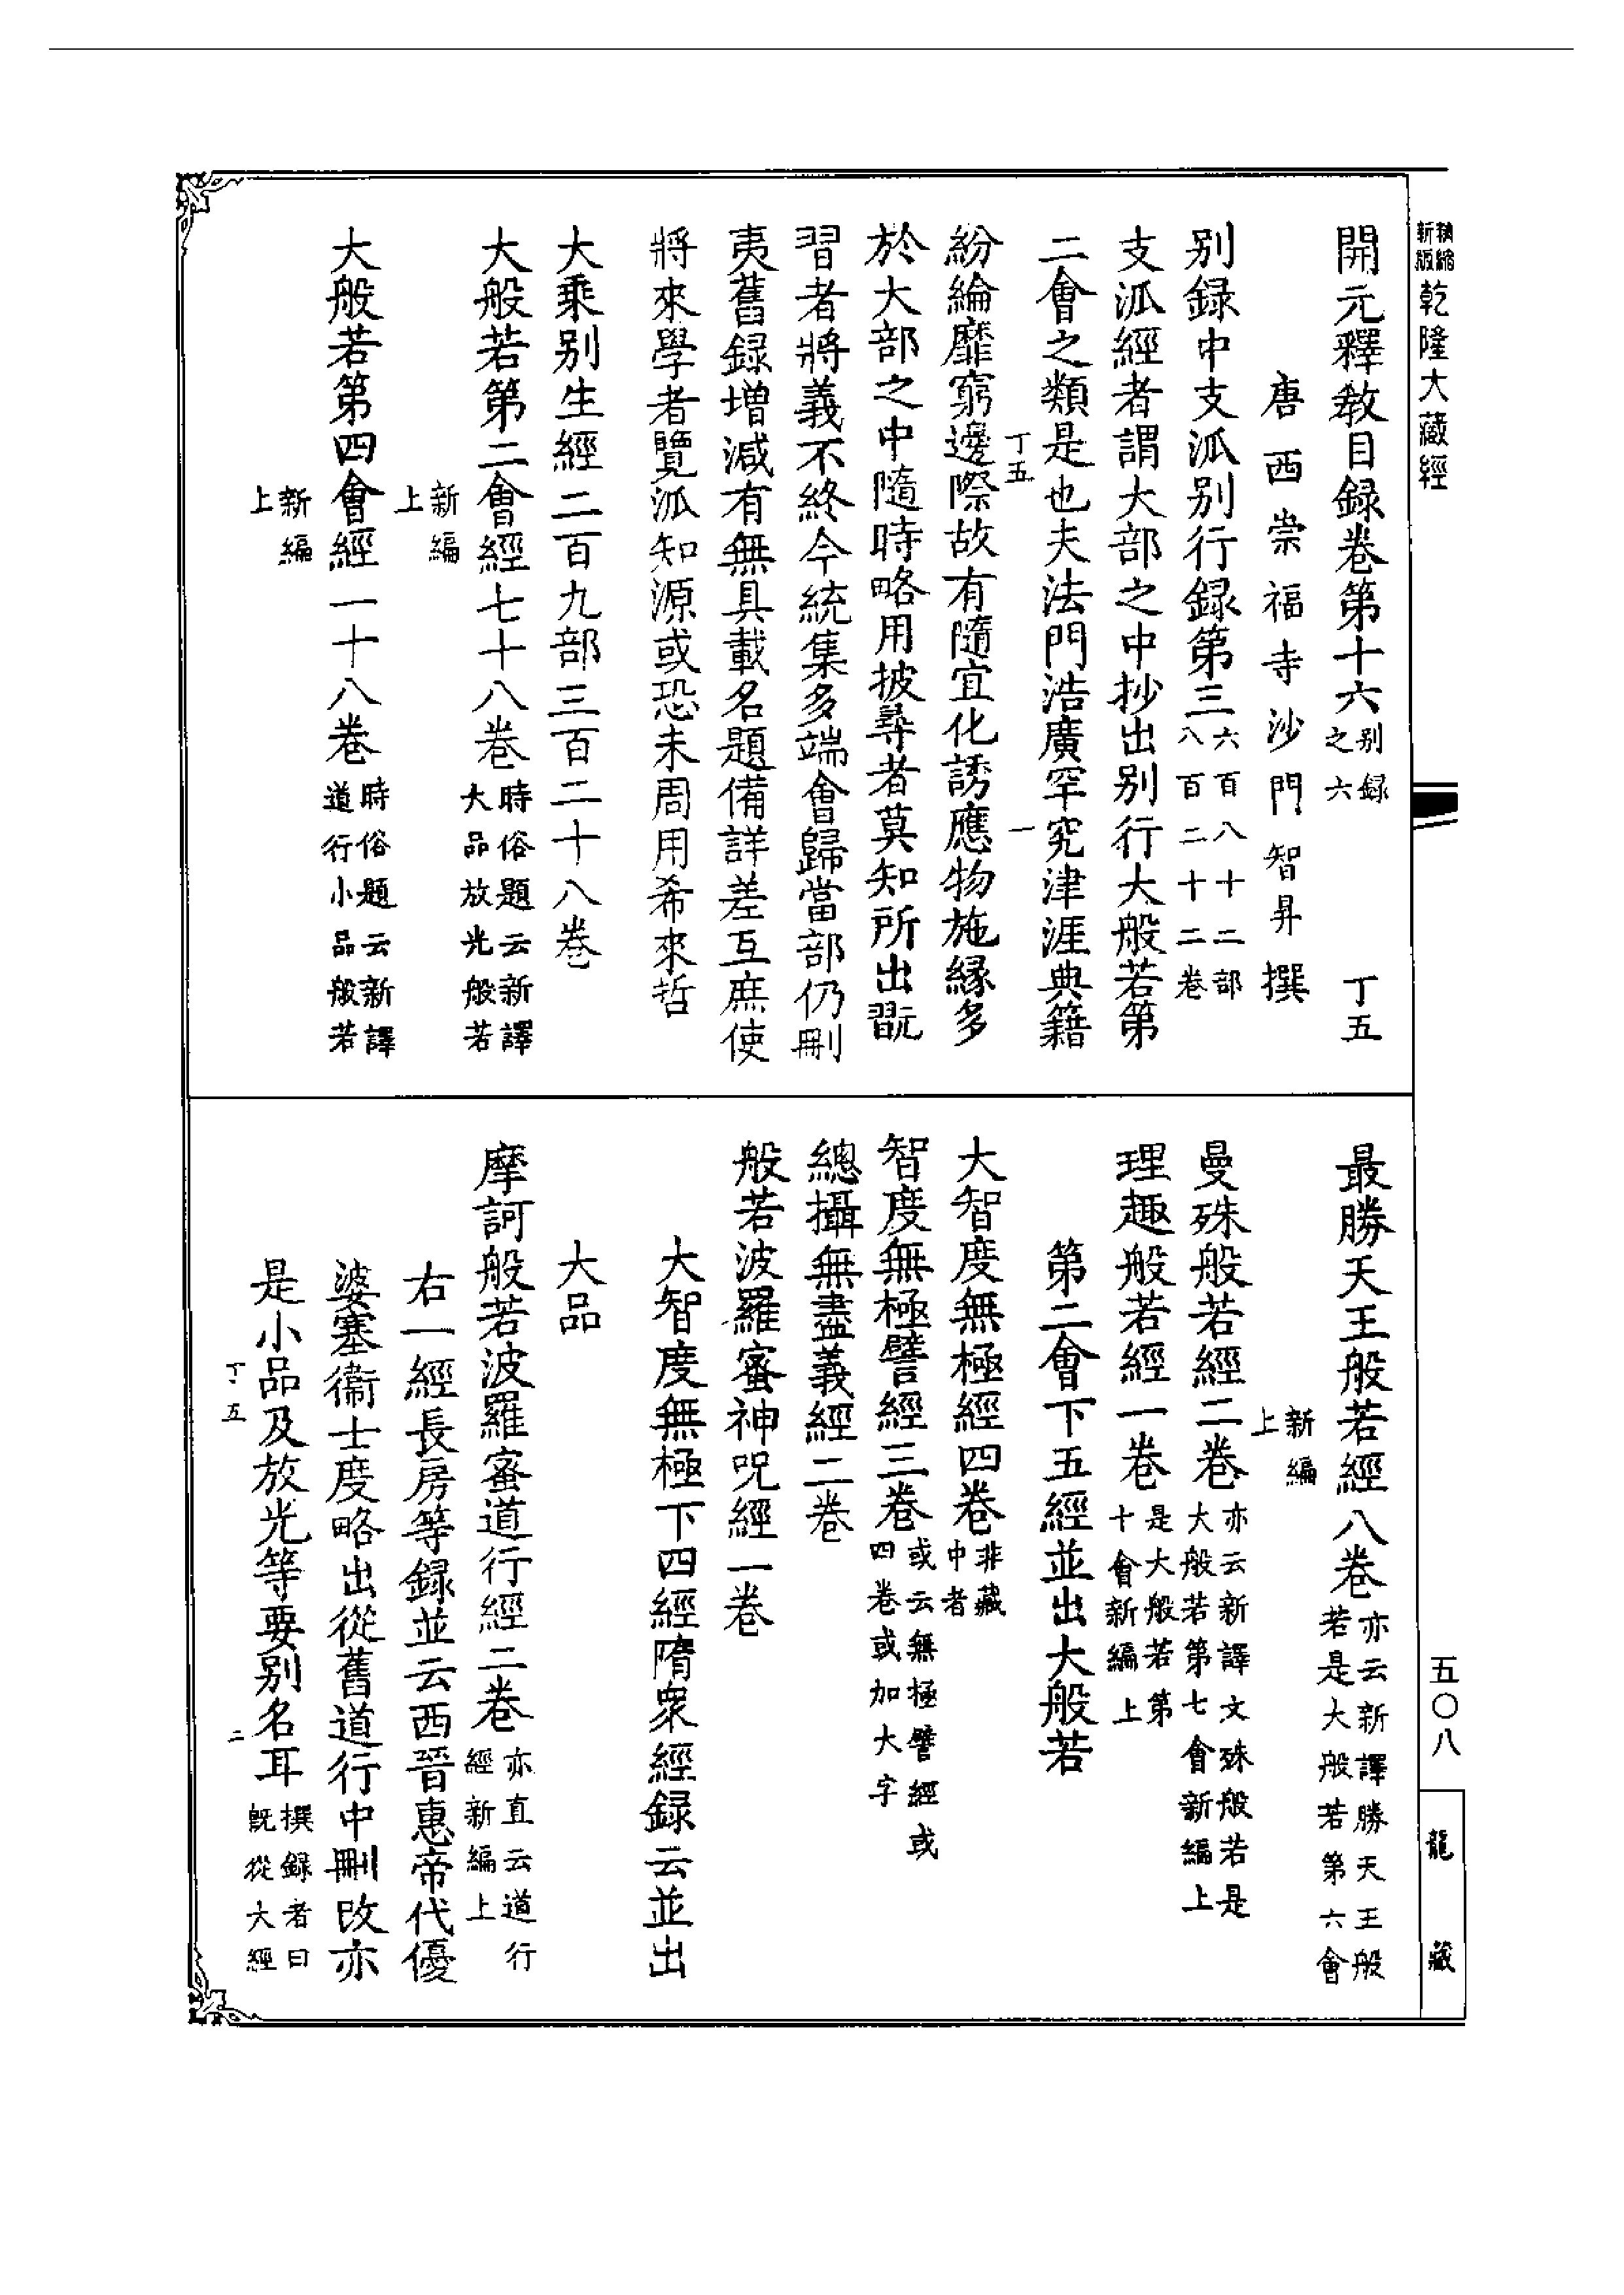 精縮
新版
乾隆大藏經
開元釋教目録卷第十六别録之六 丁五
唐西崇福寺沙門智昇撰
别録中支派别行録第三六百八十二部八百二十二卷
支派經者謂大部之中抄出别行大般若第
二會之類是也夫法門浩廣罕究津涯典籍
丁五 一
紛綸靡窮邊際故有隨宜化誘應物施緣多
於大部之中隨時略用披尋者莫知所出翫
習者將義不終今統集多端會歸當部仍刪
夷舊録增減有無具載名題備詳差互庶使
將來學者覽派知源或恐未周用希來哲
大乘别生經二百九部三百二十八卷
大般若第二會經七十八卷時俗題云新譯大品放光般若
新編上
大般若第四會經一十八卷時俗題云新譯道行小品般若
新編上
最勝天王般若經八卷亦云新譯勝天王般若是大般若第六會
新編上
曼殊般若經二卷亦云新譯文殊般若是大般若第七會新編上
理趣般若經一卷是大般若第十會新編上
第二會下五經並出大般若
大智度無極經四卷非藏中者
智度無極譬經三卷或云無極譬經或四卷或加大字
總攝無盡義經二卷
般若波羅蜜神呪經一卷
大智度無極下四經隋衆經録云並出
大品
摩訶般若波羅蜜道行經二卷亦直云道行經新編上
右一經長房等録並云西晉惠帝代優
婆塞衞士度略出從舊道行中刪改亦
是小品及放光等要别名耳撰録者曰旣從大經
丁五 二
五〇八
龍藏